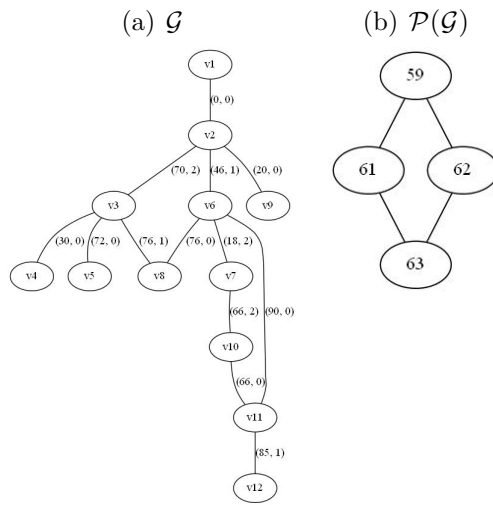 (a) 𝒢
(b) 𝒫(𝒢)
v1
(0, 0)
v2
(70, 2)
(46, 1)
(20, 0)
v3
v6
v9
(30, 0)
(72, 0)
(76, 1)
(76, 0)
(18, 2)
v4
v5
v8
v7
(66, 2)
(90, 0)
v10
(66, 0)
v11
(85, 1)
v12
59
61
62
63